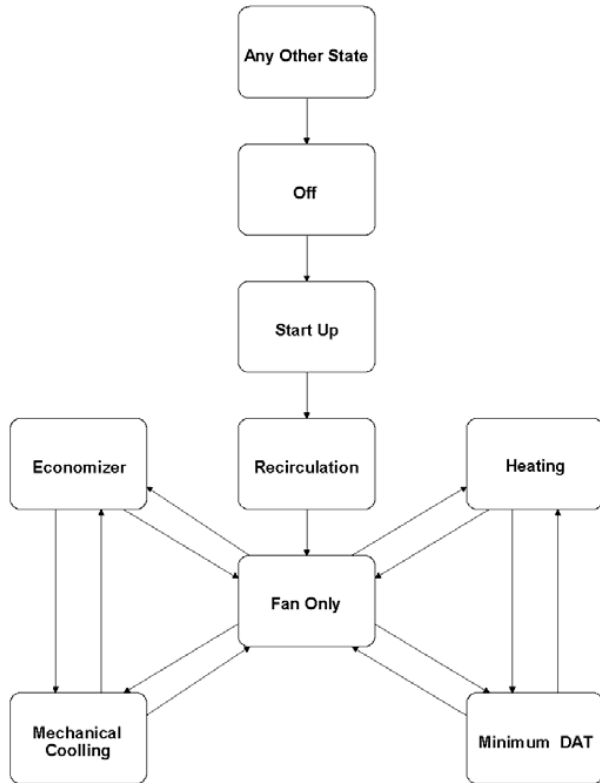 Any Other State
Off
Start Up
Economizer
Recirculation
Heating
Fan Only
Mechanical
Coolling
Minimum DAT